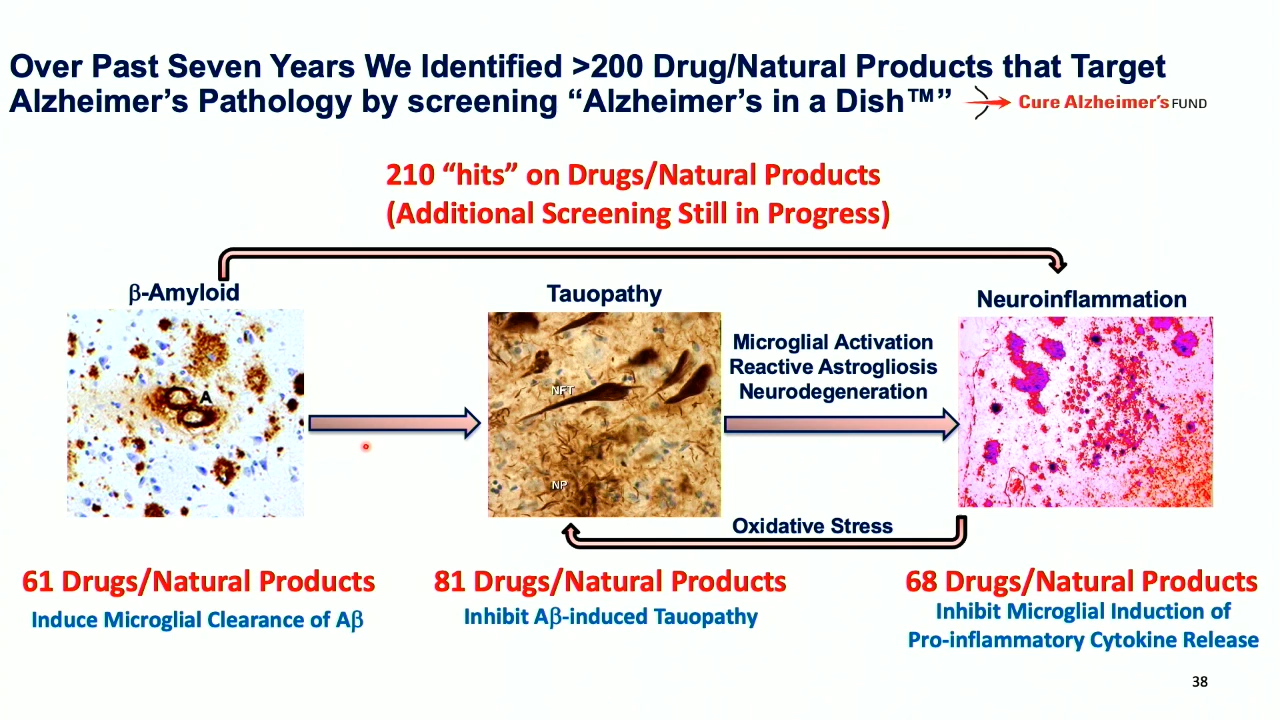 Over Past Seven Years We Identified >200 Drug/Natural Products that Target
Alzheimer’s Pathology by screening “Alzheimer’s in a Dish™”
Cure Alzheimer’s FUND
210 “hits” on Drugs/Natural Products
(Additional Screening Still in Progress)
β-Amyloid
Tauopathy
Neuroinflammation
A
NFT
NP
Microglial Activation
Reactive Astrogliosis
Neurodegeneration
Oxidative Stress
61 Drugs/Natural Products
Induce Microglial Clearance of Aβ
81 Drugs/Natural Products
Inhibit Aβ-induced Tauopathy
68 Drugs/Natural Products
Inhibit Microglial Induction of
Pro-inflammatory Cytokine Release
38